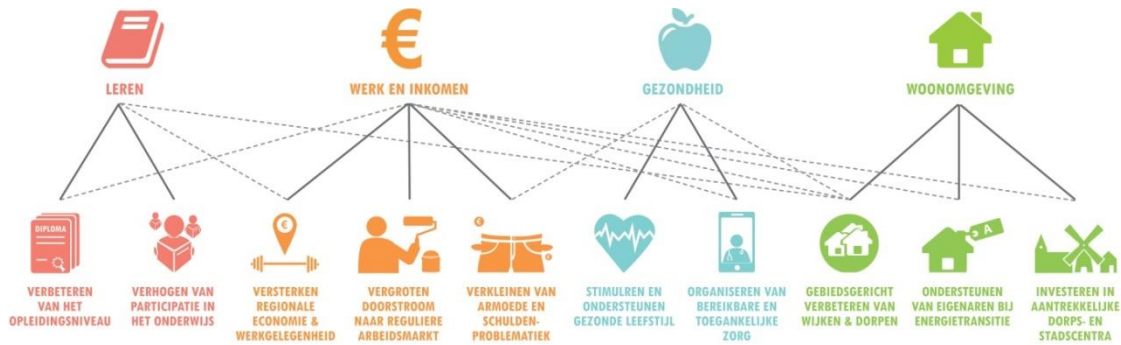 LEREN
WERK EN INKOMEN
GEZONDHEID
WOONOMGEVING
DIPLOMA
VERBETEREN
VAN HET
OPLEIDINGSNIVEAU
VERHOGEN VAN
PARTICIPATIE IN
HET ONDERWIJS
€
VERSTERKEN
REGIONALE
ECONOMIE &
WERKGELEGENHEID
VERGROTEN
DOORSTROOM
NAAR REGULIERE
ARBEIDSMARKT
€
€
VERKLEINEN VAN
ARMOEDE EN
SCHULDEN-
PROBLEMATIEK
STIMULREN EN
ONDERSTEUNEN
GEZONDE LEEFSTIJL
ORGANISEREN VAN
BEREIKBARE EN
TOEGANKELIJKE
ZORG
GEBIEDSGERICHT
VERBETEREN VAN
WIJKEN & DORPEN
A
ONDERSTEUNEN
VAN EIGENAREN BIJ
ENERGIETRANSITIE
INVESTEREN IN
AANTREKKELIJKE
DORPS- EN
STADSCENTRA